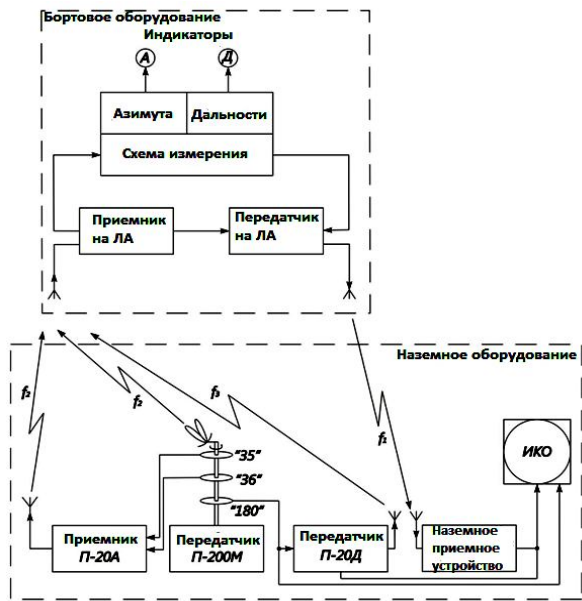 Бортовое оборудование
Индикаторы
А
Д
Азимута
Дальности
Схема измерения
Приемник
на ЛА
Передатчик
на ЛА
Наземное оборудование
f₂
f₂
f₃
f₁
"35"
"36"
"180"
ИКО
Приемник
П-20А
Передатчик
П-200М
Передатчик
П-20Д
Наземное
приемное
устройство